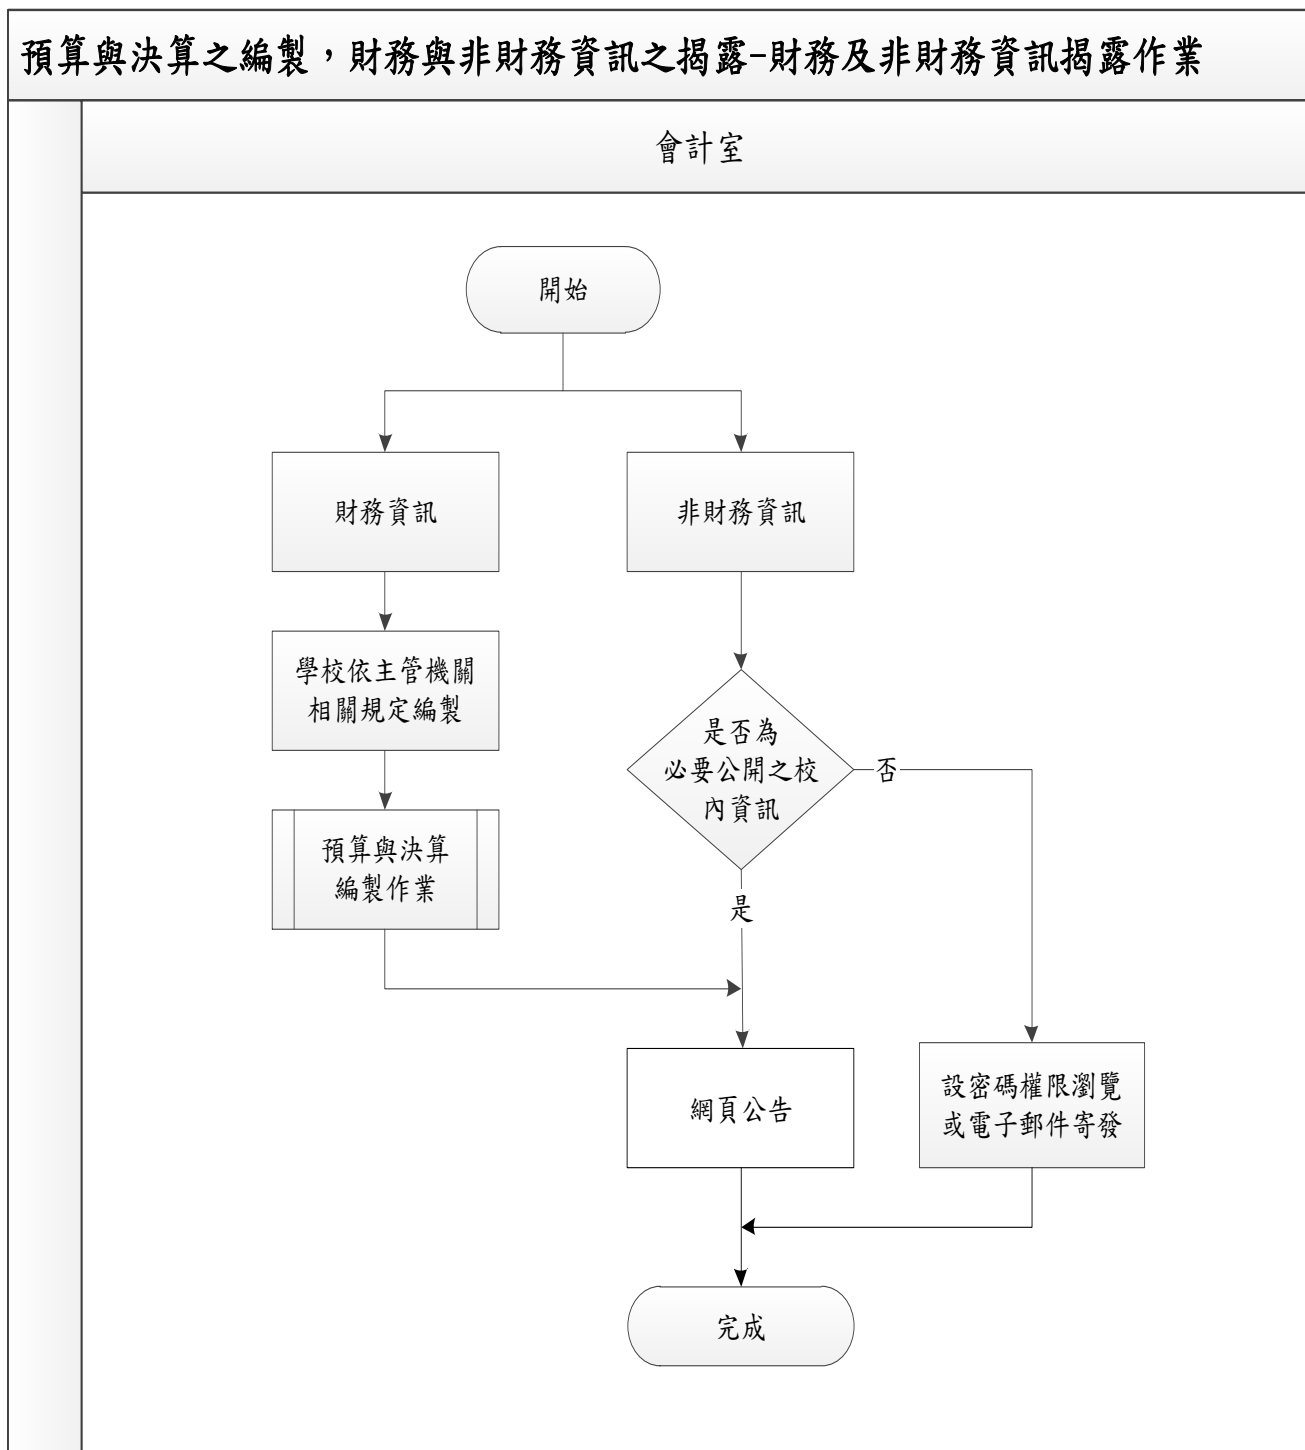 預算與決算之編製，財務與非財務資訊之揭露-財務及非財務資訊揭露作業
會計室
開始
財務資訊
非財務資訊
學校依主管機關
相關規定編製
是否為
必要公開之校
內資訊
否
預算與決算
編製作業
是
網頁公告
設密碼權限瀏覽
或電子郵件寄發
完成